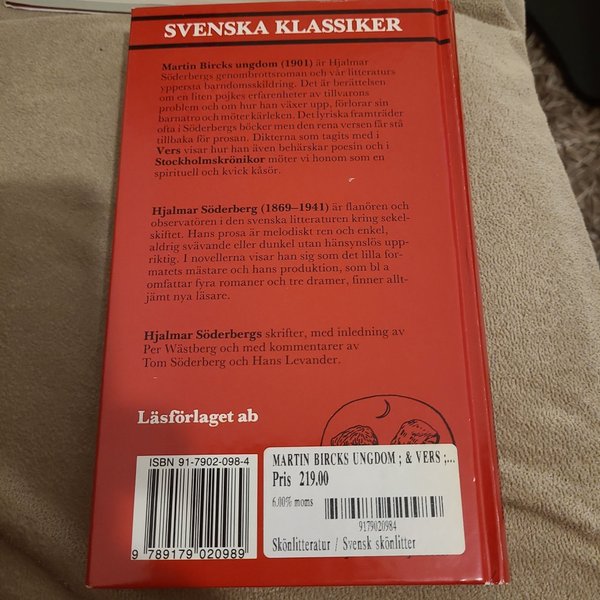 SVENSKA KLASSIKER
Martin Bircks ungdom (1901) är Hjalmar
Söderbergs genombrottsroman och vår litteraturs
yppersta barndomsskildring. Det är berättelsen
om en liten pojkes erfarenheter av tillvarons
problem och om hur han växer upp, förlorar sin
barnatro och möter kärleken. Det lyriska framträder
ofta i Söderbergs böcker men den rena versen får stå
tillbaka för prosan. Dikterna som tagits med i
Vers visar hur han även behärskar poesin och i
Stockholmskrönikor möter vi honom som en
spirituell och kvick kåsör.
Hjalmar Söderberg (1869–1941) är flanören och
observatören i den svenska litteraturen kring sekel-
skiftet. Hans prosa är melodiskt ren och enkel,
aldrig svävande eller dunkel utan hänsynslös upp-
riktig. I novellerna visar han sig som det lilla for-
matets mästare och hans produktion, som bl a
omfattar fyra romaner och tre dramer, finner allt-
jämt nya läsare.
Hjalmar Söderbergs skrifter, med inledning av
Per Wästberg och med kommentarer av
Tom Söderberg och Hans Levander.
Läsförlaget ab
ISBN 91-7902-098-4
9 789179 020989
MARTIN BIRCKS UNGDOM ; & VERS ;...
Pris 219.00
6.00% moms
9179020984
Skönlitteratur / Svensk skönlitter